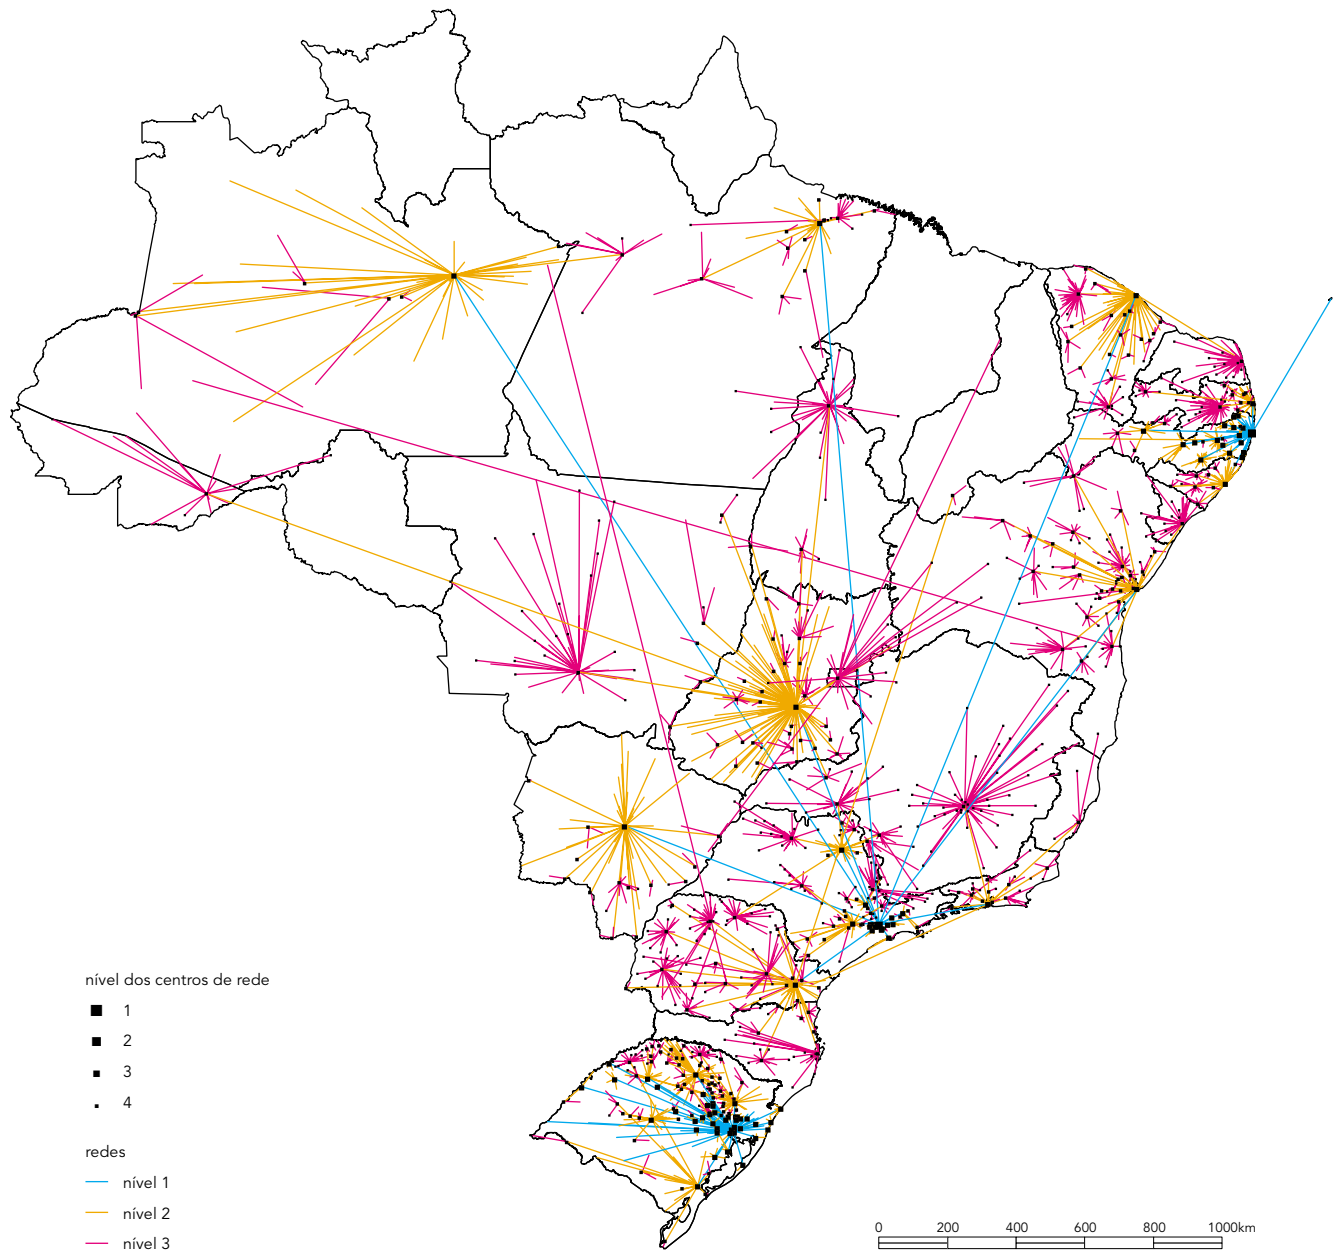 nível dos centros de rede
1
2
3
4
redes
nível 1
nível 2
nível 3
0 200 400 600 800 1000km